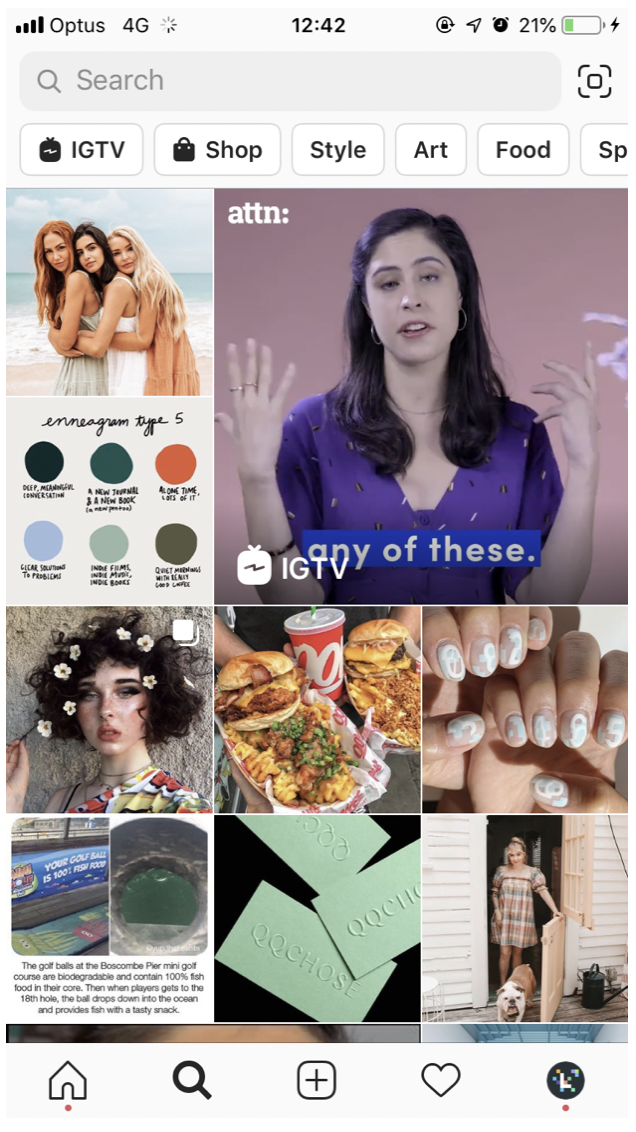 Optus 4G 12:42 21%
Search
IGTV Shop Style Art Food Sp
attn:
any of these.
IGTV
enneagram type 5
DEEP, MEANINGFUL
CONVERSATION
A NEW JOURNAL
& A NEW BOOK
(a new pen too)
ALONE TIME,
LOTS OF IT
CLEAR SOLUTIONS
TO PROBLEMS
INDIE FILMS,
INDIE MUSIC,
INDIE BOOKS
QUIET MORNINGS
WITH REALLY
GOOD COFFEE
YOUR GOLF BALL
IS 100% FISH FOOD
The golf balls at the Boscombe Pier mini golf
course are biodegradable and contain 100% fish
food in their core. Then when players gets to the
18th hole, the ball drops down into the ocean
and provides fish with a tasty snack.
QQCHO
QQCHOSE
L